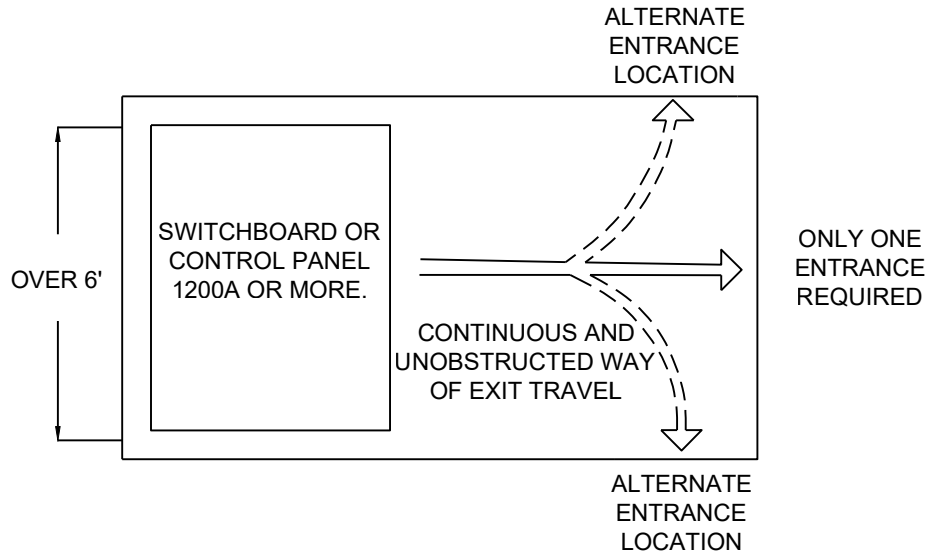 ALTERNATE
ENTRANCE
LOCATION
OVER 6'
SWITCHBOARD OR
CONTROL PANEL
1200A OR MORE.
CONTINUOUS AND
UNOBSTRUCTED WAY
OF EXIT TRAVEL
ONLY ONE
ENTRANCE
REQUIRED
ALTERNATE
ENTRANCE
LOCATION